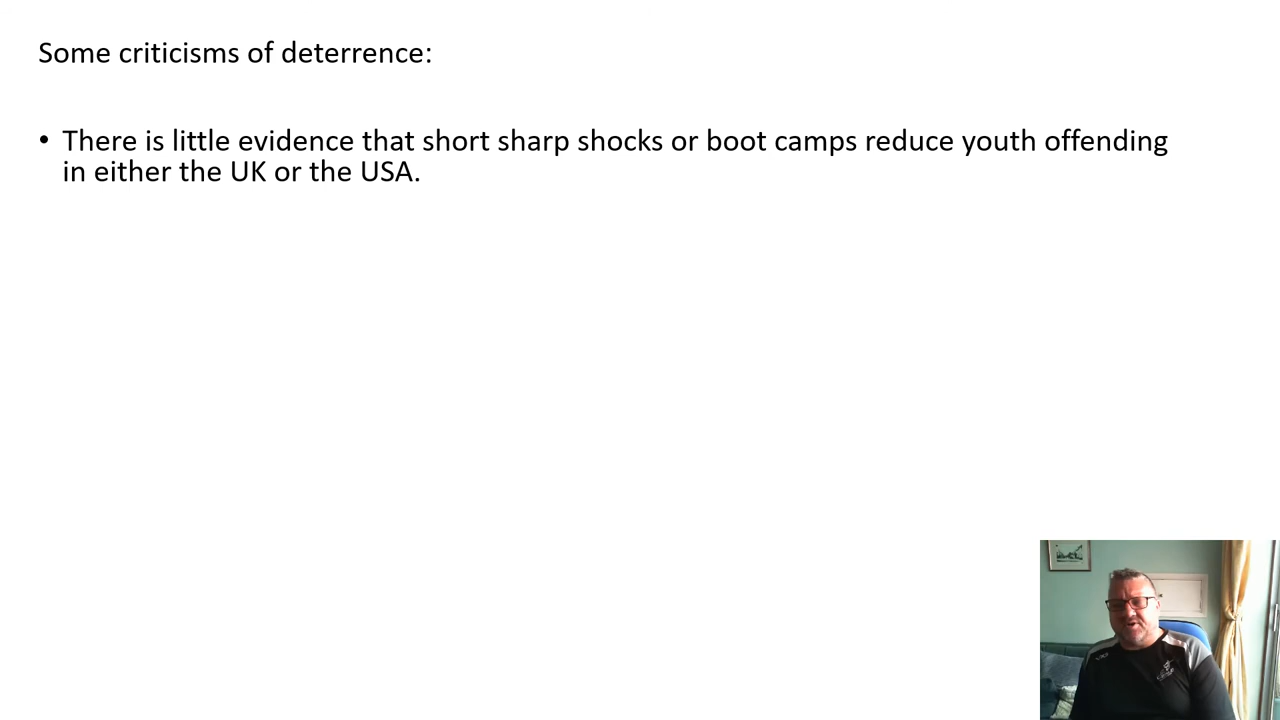 Some criticisms of deterrence:
• There is little evidence that short sharp shocks or boot camps reduce youth offending
in either the UK or the USA.